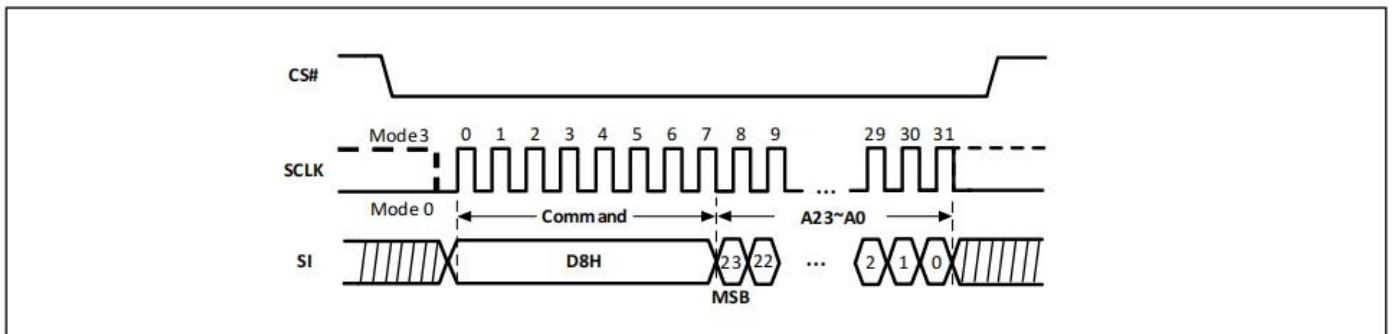 CS#
Mode3 0 1 2 3 4 5 6 7 8 9 29 30 31
SCLK
...
Mode 0
Command A23~A0
SI D8H 23 22 ... 2 1 0
MSB